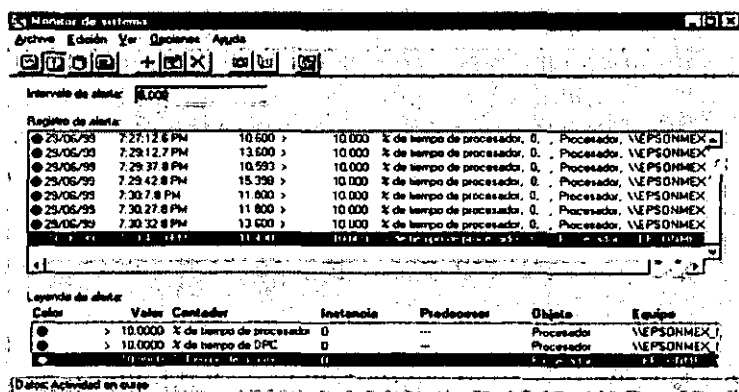 Monitor de sistema
Archivo Edición Ver Opciones Ayuda
Intervalo de alerta: 5.000
Registro de alerta:
29/06/99 7:27:12.6 PM 10.600 > 10.000 % de tiempo de procesador, 0, , Procesador, \\EPSONMEX
29/06/99 7:29:12.7 PM 13.600 > 10.000 % de tiempo de procesador, 0, , Procesador, \\EPSONMEX
29/06/99 7:29:37.8 PM 10.593 > 10.000 % de tiempo de procesador, 0, , Procesador, \\EPSONMEX
29/06/99 7:29:42.8 PM 15.398 > 10.000 % de tiempo de procesador, 0, , Procesador, \\EPSONMEX
29/06/99 7:30:7.8 PM 11.800 > 10.000 % de tiempo de procesador, 0, , Procesador, \\EPSONMEX
29/06/99 7:30:27.8 PM 11.800 > 10.000 % de tiempo de procesador, 0, , Procesador, \\EPSONMEX
29/06/99 7:30:32.8 PM 13.600 > 10.000 % de tiempo de procesador, 0, , Procesador, \\EPSONMEX
Leyenda de alerta:
Color Valor Contador Instancia Predecesor Objeto Equipo
> 10.0000 % de tiempo de procesador 0 --- Procesador \\EPSONMEX_
> 10.0000 % de tiempo de DPC 0 --- Procesador \\EPSONMEX_
Datos: Actividad en curso